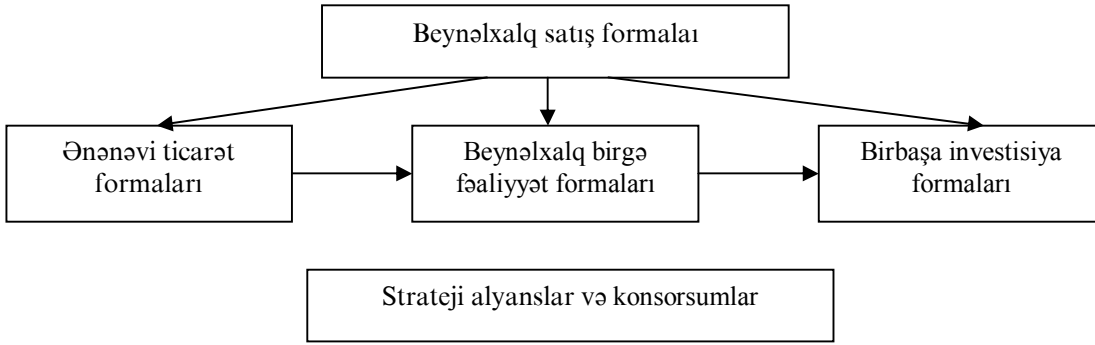 Beynəlxalq satış formalaı
Ənənəvi ticarət
formaları
Beynəlxalq birgə
fəaliyyət formaları
Birbaşa investisiya
formaları
Strateji alyanslar və konsorsumlar